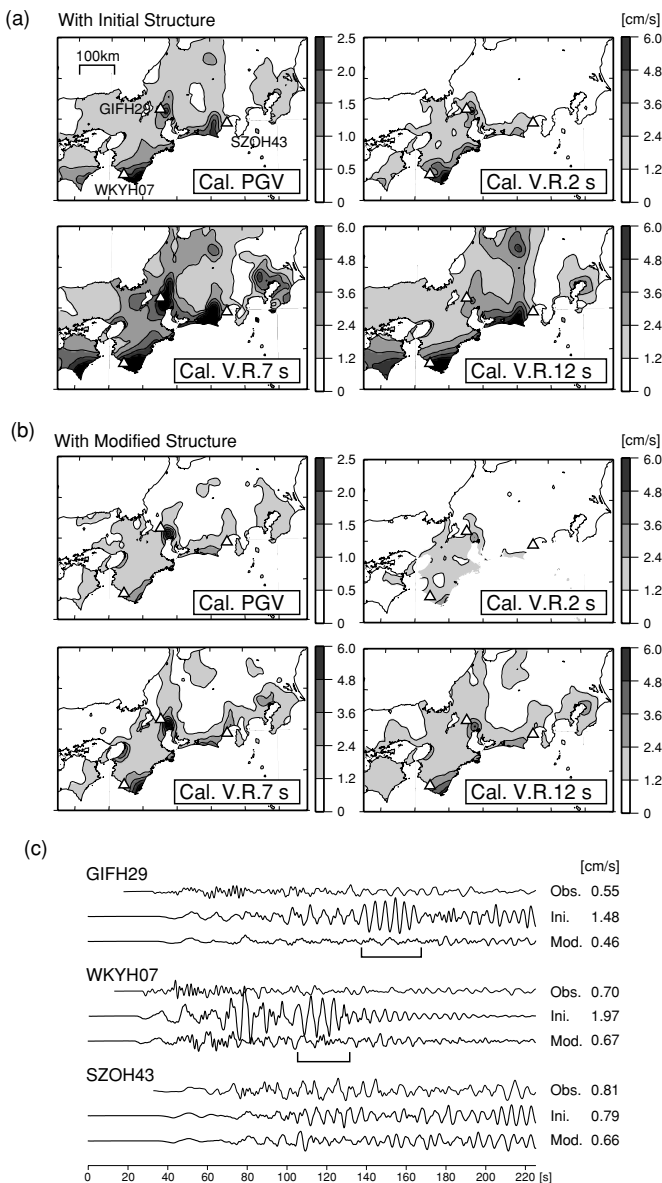 (a)
With Initial Structure
[cm/s]
100km
GIFH29
SZOH43
WKYH07
Cal. PGV
2.5
2.0
1.5
1.0
0.5
0
Cal. V.R.2 s
6.0
4.8
3.6
2.4
1.2
0
Cal. V.R.7 s
6.0
4.8
3.6
2.4
1.2
0
Cal. V.R.12 s
6.0
4.8
3.6
2.4
1.2
0
(b)
With Modified Structure
[cm/s]
Cal. PGV
2.5
2.0
1.5
1.0
0.5
0
Cal. V.R.2 s
6.0
4.8
3.6
2.4
1.2
0
Cal. V.R.7 s
6.0
4.8
3.6
2.4
1.2
0
Cal. V.R.12 s
6.0
4.8
3.6
2.4
1.2
0
(c)
[cm/s]
GIFH29
Obs. 0.55
Ini. 1.48
Mod. 0.46
WKYH07
Obs. 0.70
Ini. 1.97
Mod. 0.67
SZOH43
Obs. 0.81
Ini. 0.79
Mod. 0.66
0 20 40 60 80 100 120 140 160 180 200 220 [s]